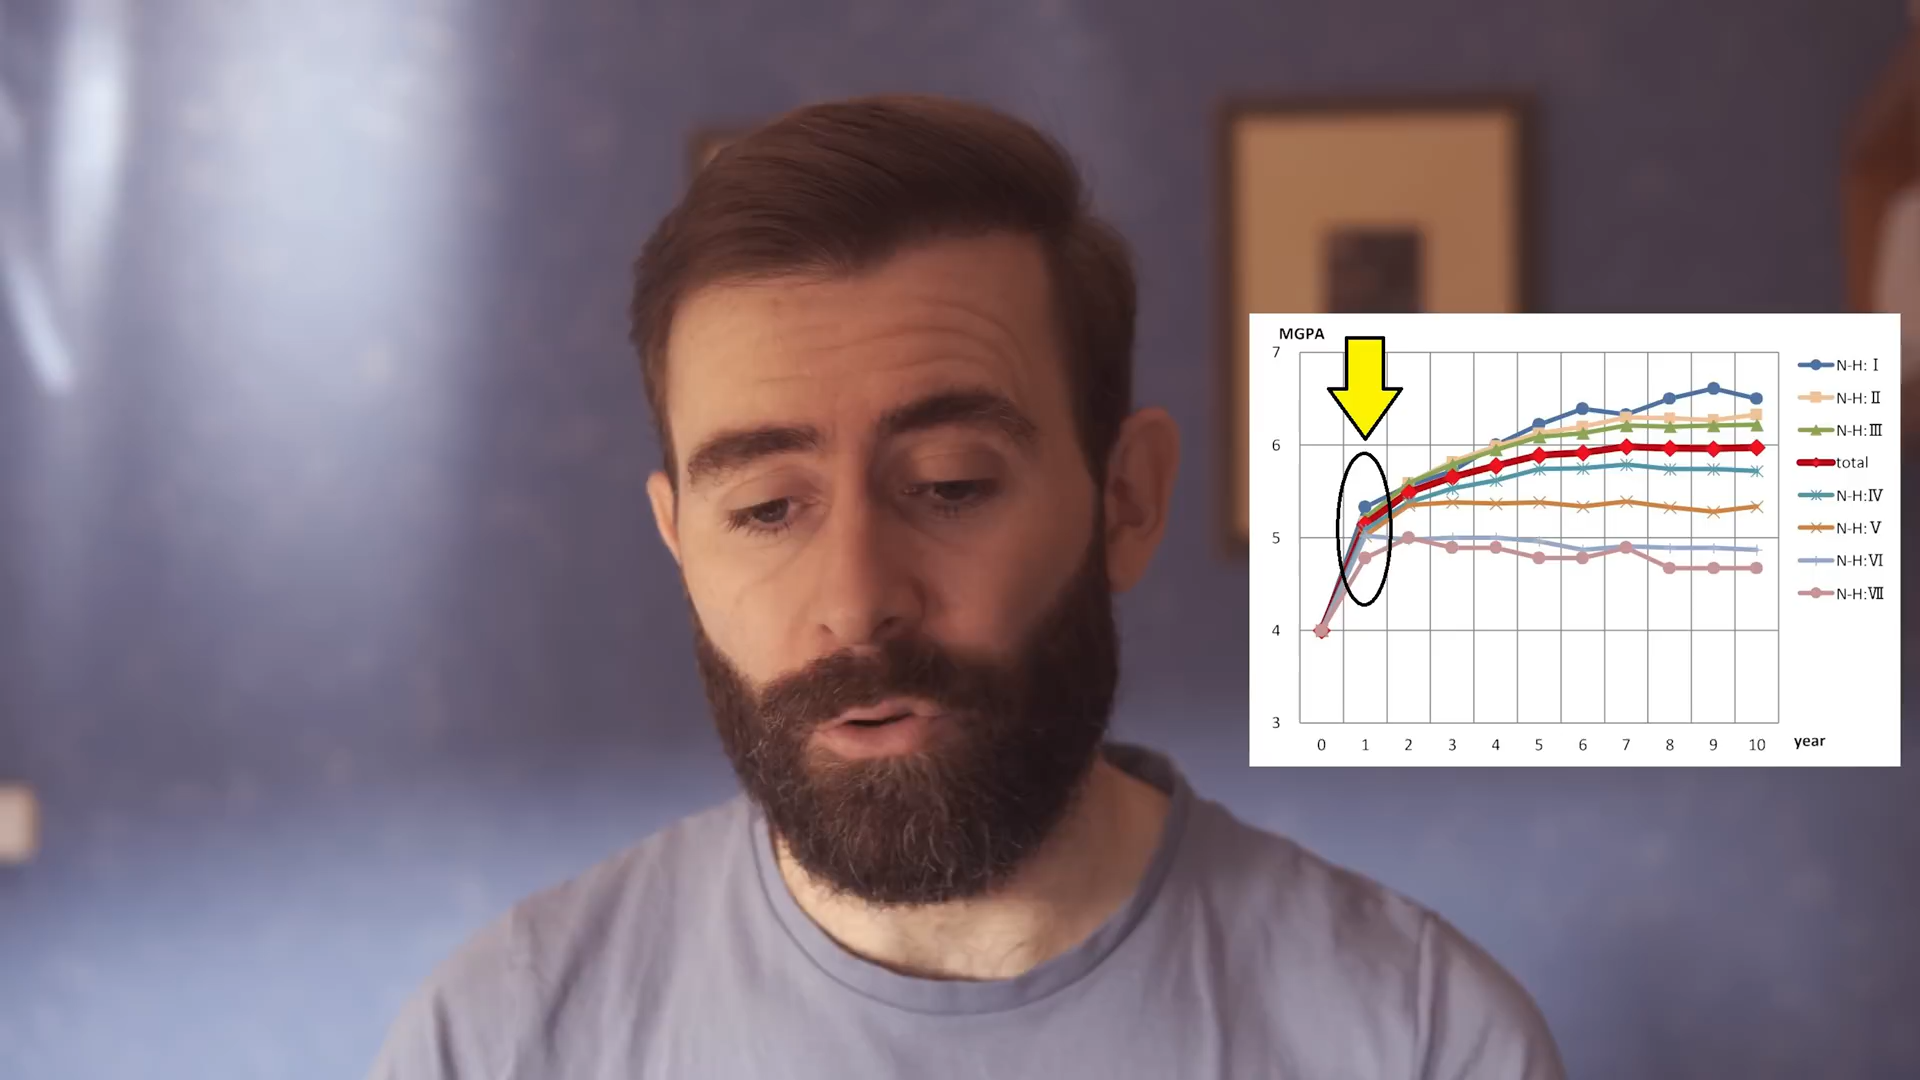 MGPA
7
6
5
4
3
0 1 2 3 4 5 6 7 8 9 10 year
N-H: Ⅰ
N-H: Ⅱ
N-H: Ⅲ
total
N-H:Ⅳ
N-H: Ⅴ
N-H:Ⅵ
N-H:Ⅶ